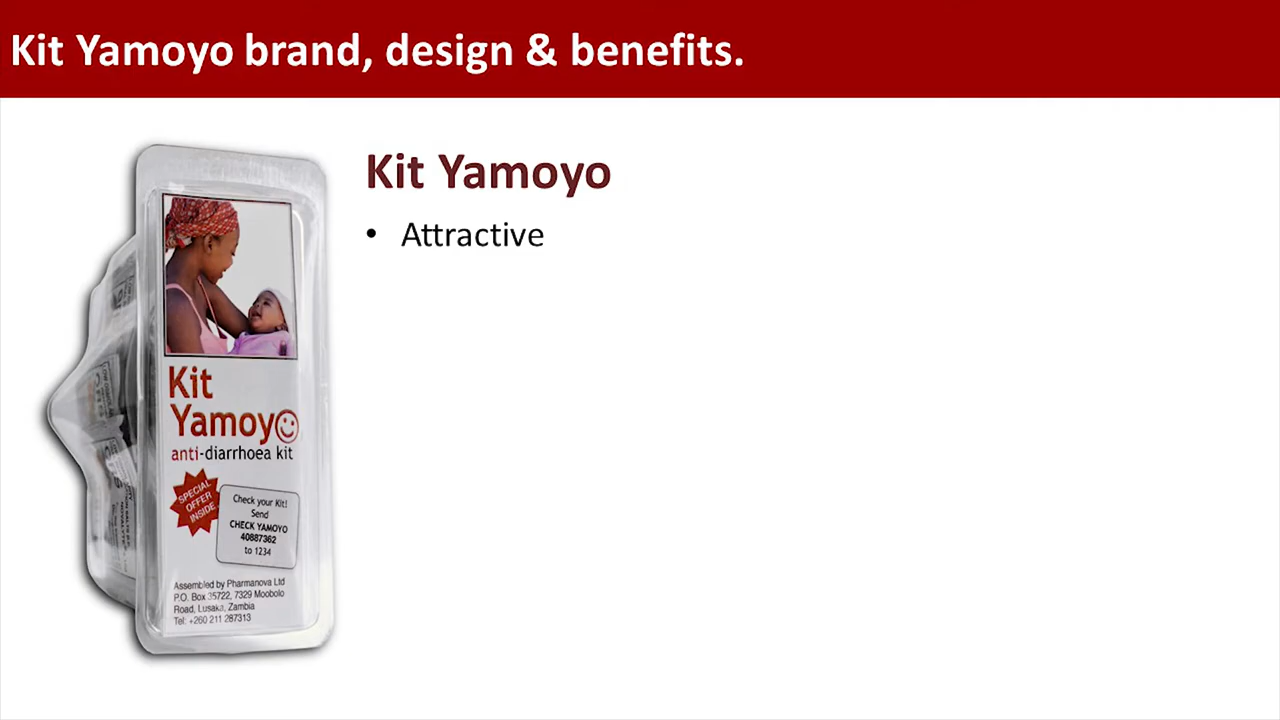 Kit Yamoyo brand, design & benefits.
Kit Yamoyo
• Attractive
Kit
Yamoyo
anti-diarrhoea kit
SPECIAL
OFFER
INSIDE.
Check your Kit!
Send
CHECK YAMOYO
40887362
to 1234
Assembled by Pharmanova Ltd
P.O. Box 35722, 7329 Moobolo
Road, Lusaka, Zambia
Tel: +260 211 287313